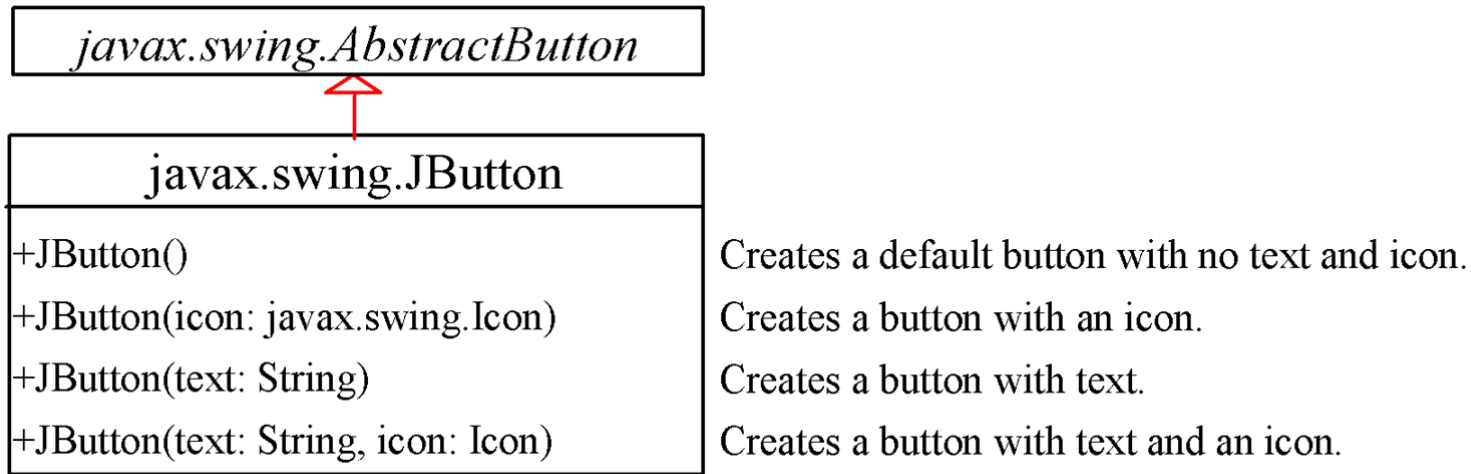 javax.swing.AbstractButton
javax.swing.JButton
+JButton() Creates a default button with no text and icon.
+JButton(icon: javax.swing.Icon) Creates a button with an icon.
+JButton(text: String) Creates a button with text.
+JButton(text: String, icon: Icon) Creates a button with text and an icon.